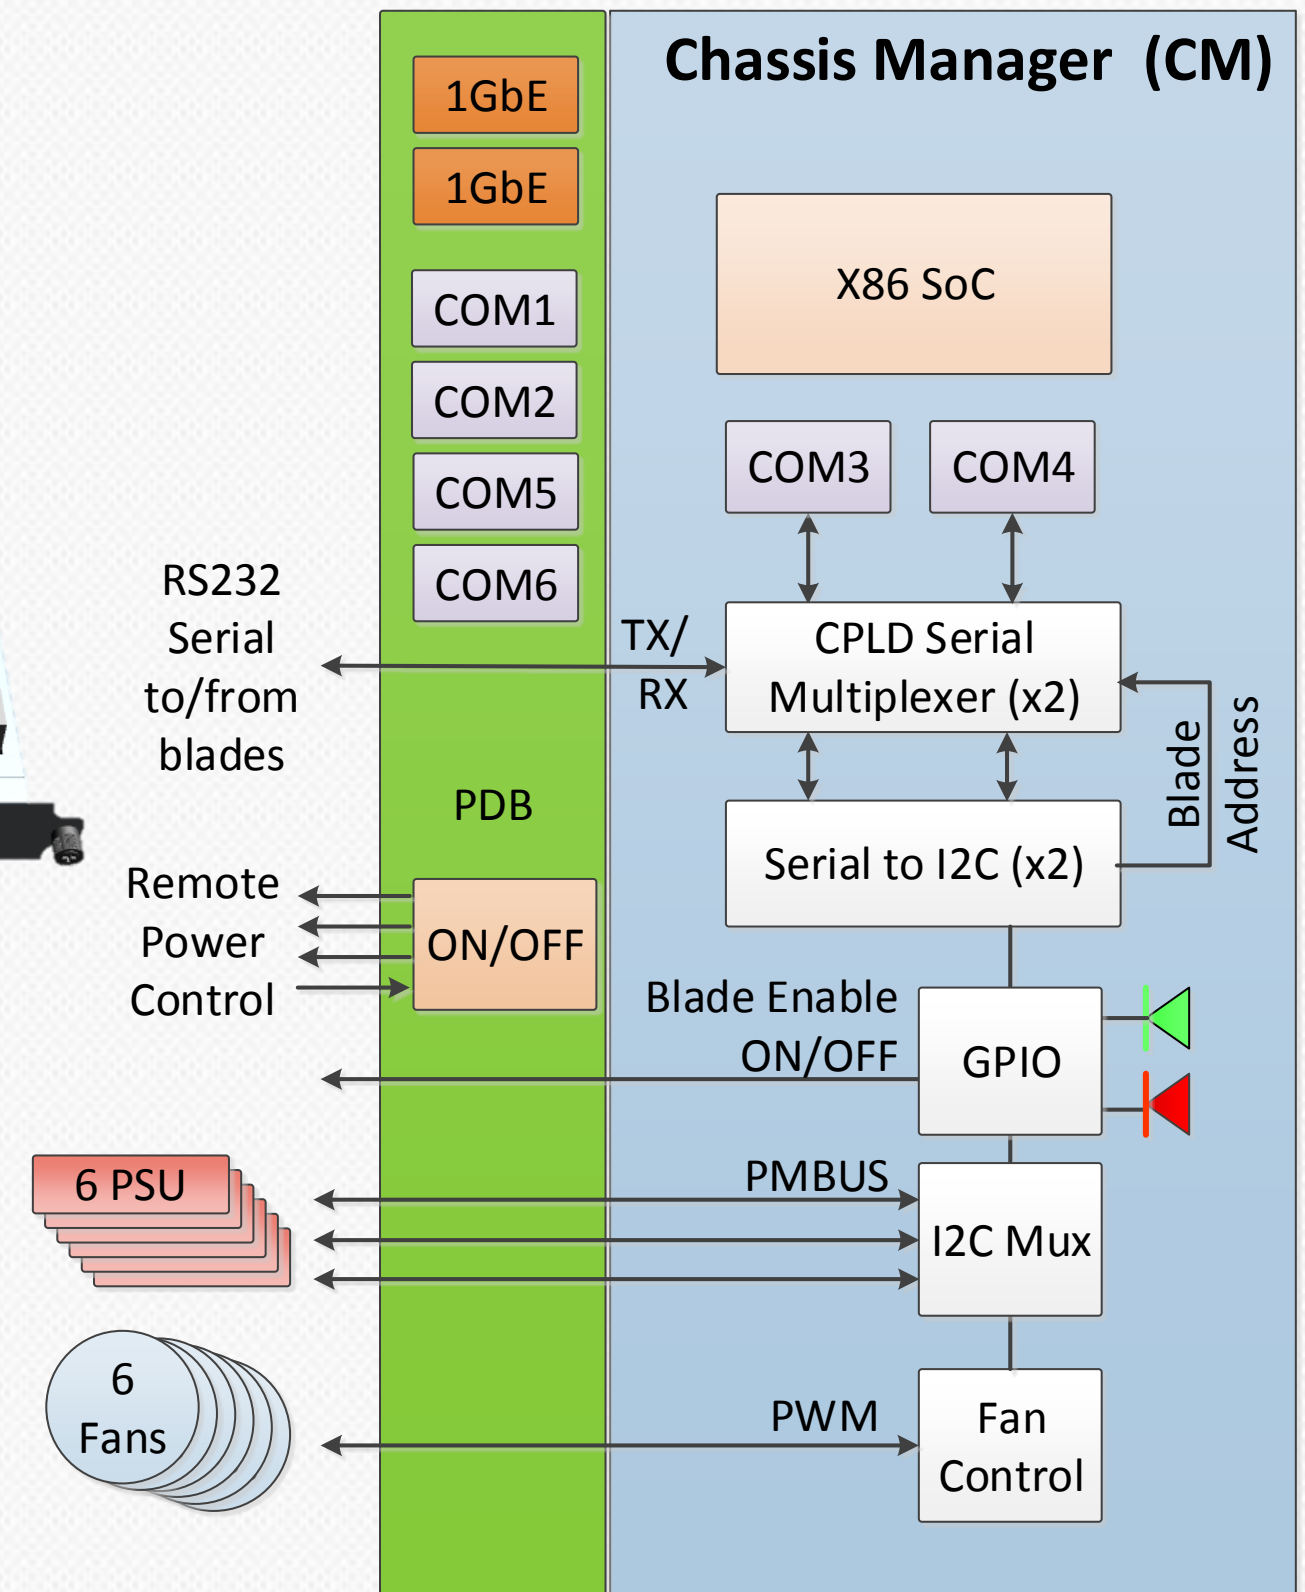 Chassis Manager (CM)
1GbE
1GbE
X86 SoC
COM1
COM2
COM5
COM6
COM3
COM4
RS232
Serial
to/from
blades
TX/
RX
CPLD Serial
Multiplexer (x2)
Blade
Address
PDB
Serial to I2C (x2)
Remote
Power
Control
ON/OFF
Blade Enable
ON/OFF
GPIO
6 PSU
PMBUS
I2C Mux
6
Fans
PWM
Fan
Control